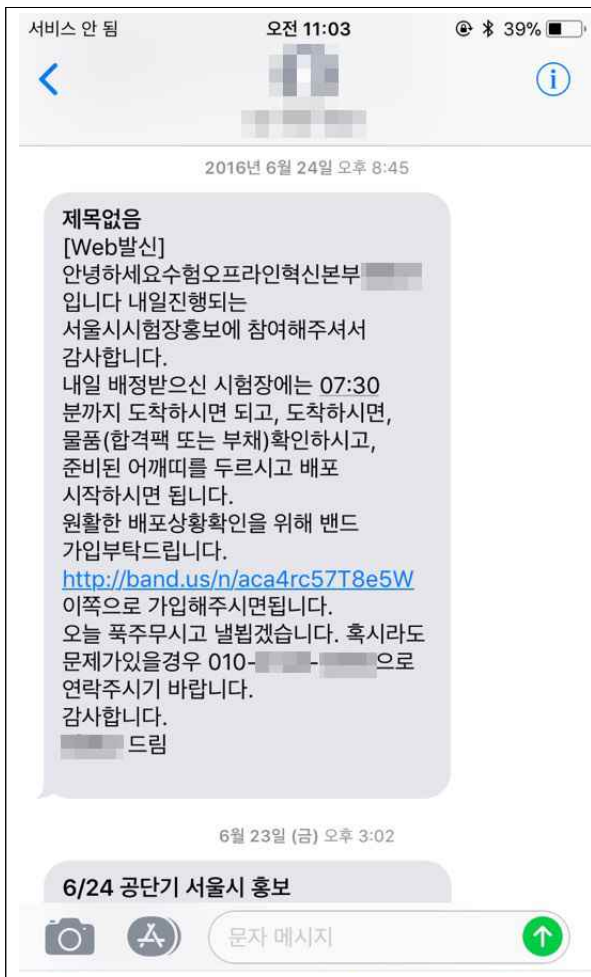 서비스 안 됨 오전 11:03 39%
2016년 6월 24일 오후 8:45
제목없음
[Web발신]
안녕하세요수험오프라인혁신본부
입니다 내일진행되는
서울시시험장홍보에 참여해주셔서
감사합니다.
내일 배정받으신 시험장에는 07:30
분까지 도착하시면 되고, 도착하시면,
물품(합격팩 또는 부채)확인하시고,
준비된 어깨띠를 두르시고 배포
시작하시면 됩니다.
원활한 배포상황확인을 위해 밴드
가입부탁드립니다.
http://band.us/n/aca4rc57T8e5W
이쪽으로 가입해주시면됩니다.
오늘 푹주무시고 낼뵙겠습니다. 혹시라도
문제가있을경우 010- - 으로
연락주시기 바랍니다.
감사합니다.
드림
6월 23일 (금) 오후 3:02
6/24 공단기 서울시 홍보
문자 메시지